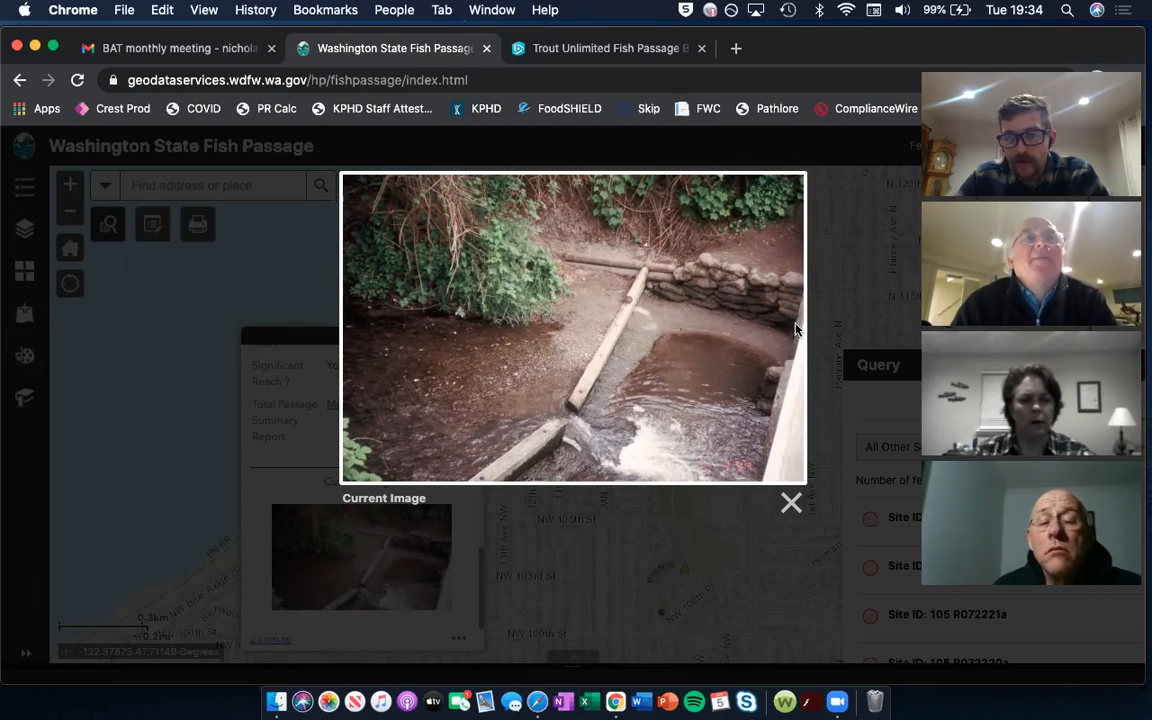 Chrome File Edit View History Bookmarks People Tab Window Help 99% Tue 19:34
BAT monthly meeting - nichola Washington State Fish Passage Trout Unlimited Fish Passage
geodataservices.wdfw.wa.gov/hp/fishpassage/index.html
Apps Crest Prod COVID PR Calc KPHD Staff Attest... KPHD FoodSHIELD Skip FWC Pathlore ComplianceWire
Washington State Fish Passage
Find address or place
Significant
Reach ?
Total Passage
Summary
Report
Current Image
Query
All Other
Number of
Site ID
Site ID
Site ID: 105 R072221a
NW 105th St
NW 103rd St
NW 100th St
N 100th St
0.3km
0.2mi